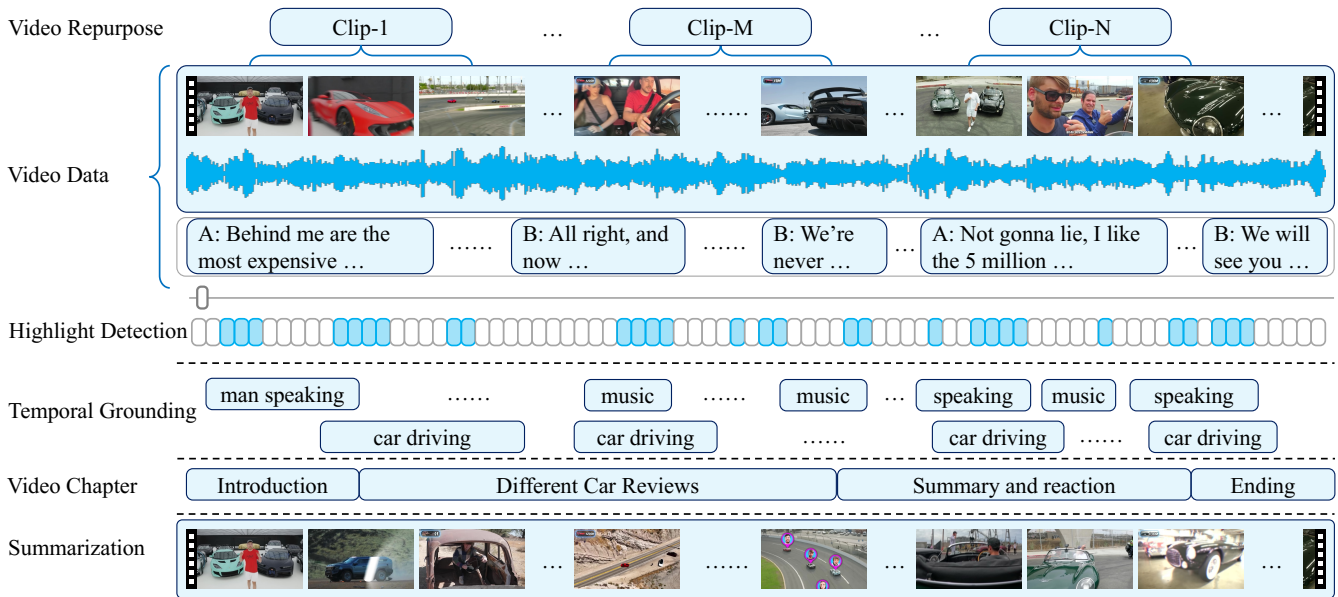 Video Repurpose
Clip-1
...
Clip-M
...
Clip-N
...
.......
...
...
Video Data
A: Behind me are the
most expensive ...
.......
B: All right, and
now ...
.......
B: We're
never ...
...
A: Not gonna lie, I like
the 5 million ...
...
B: We will
see you ...
Highlight Detection
Temporal Grounding
man speaking
......
music
......
music
...
speaking
music
speaking
car driving
car driving
......
car driving
......
car driving
Video Chapter
Introduction
Different Car Reviews
Summary and reaction
Ending
Summarization
...
......
...
...